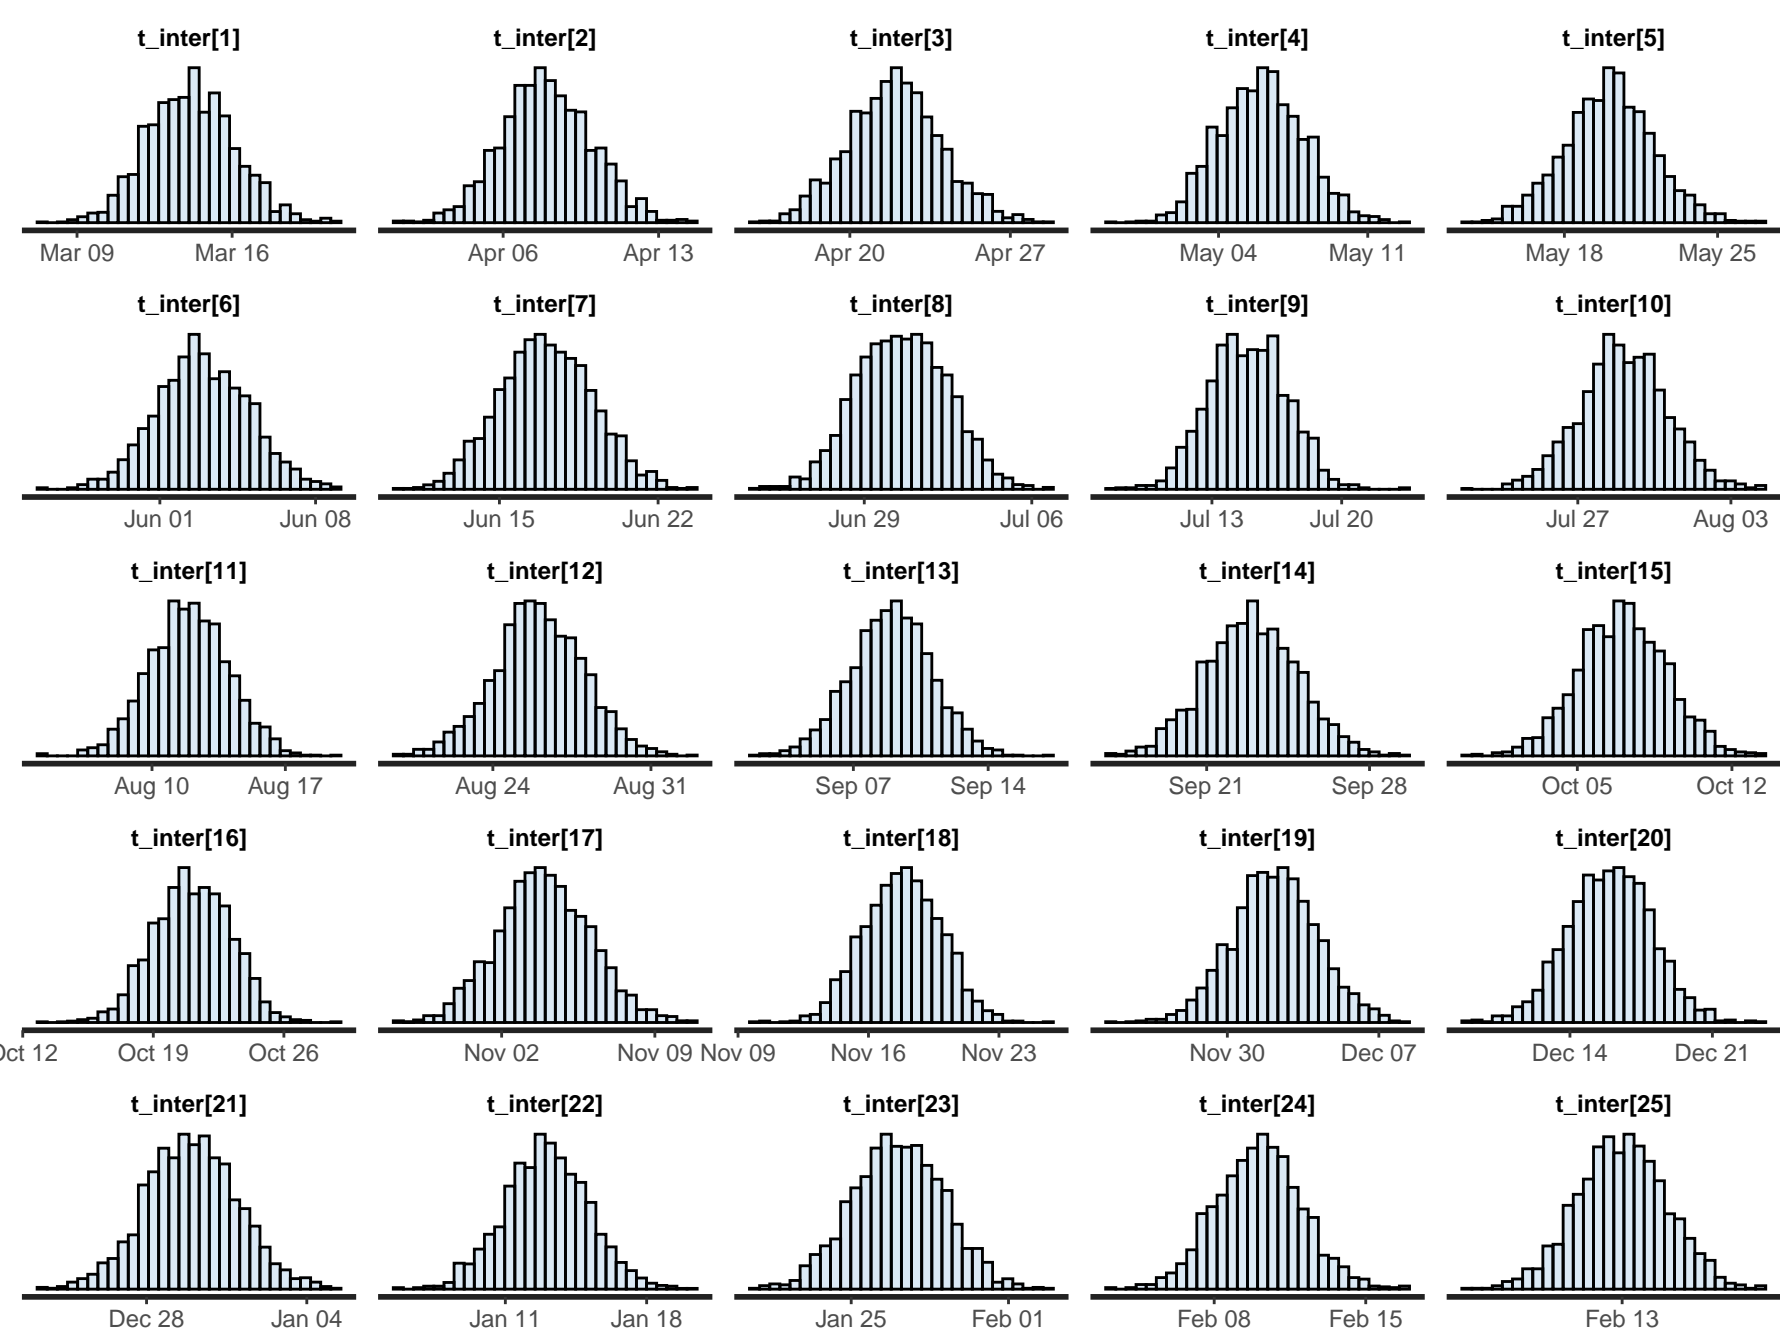 t_inter[1] t_inter[2] t_inter[3] t_inter[4] t_inter[5]
Mar 09 Mar 16 Apr 06 Apr 13 Apr 20 Apr 27 May 04 May 11 May 18 May 25
t_inter[6] t_inter[7] t_inter[8] t_inter[9] t_inter[10]
Jun 01 Jun 08 Jun 15 Jun 22 Jun 29 Jul 06 Jul 13 Jul 20 Jul 27 Aug 03
t_inter[11] t_inter[12] t_inter[13] t_inter[14] t_inter[15]
Aug 10 Aug 17 Aug 24 Aug 31 Sep 07 Sep 14 Sep 21 Sep 28 Oct 05 Oct 12
t_inter[16] t_inter[17] t_inter[18] t_inter[19] t_inter[20]
Oct 12 Oct 19 Oct 26 Nov 02 Nov 09 Nov 09 Nov 16 Nov 23 Nov 30 Dec 07 Dec 14 Dec 21
t_inter[21] t_inter[22] t_inter[23] t_inter[24] t_inter[25]
Dec 28 Jan 04 Jan 11 Jan 18 Jan 25 Feb 01 Feb 08 Feb 15 Feb 13